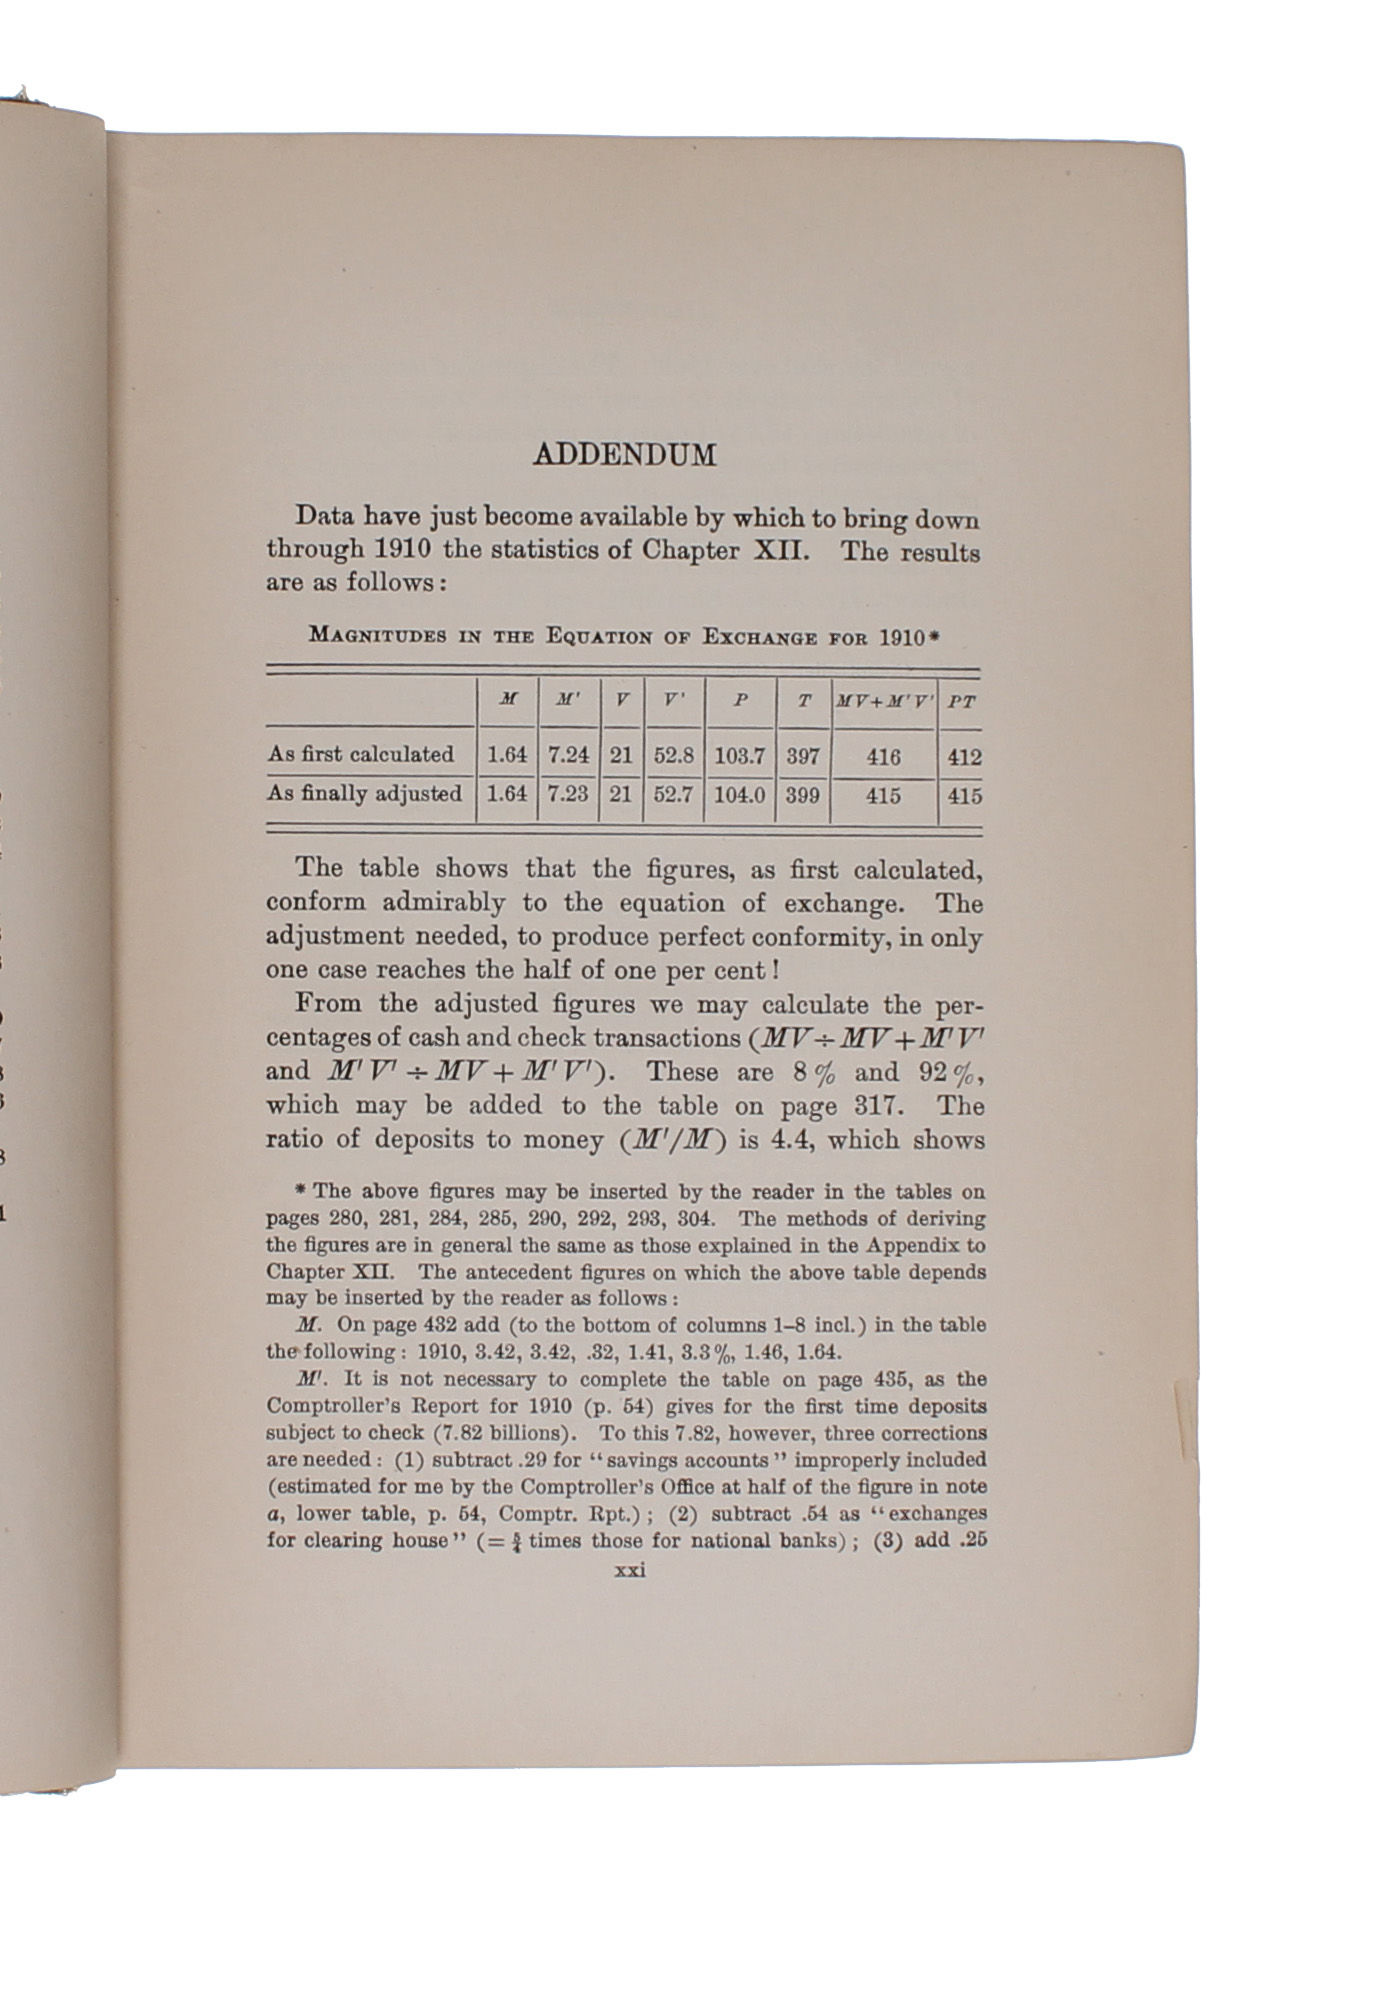 ADDENDUM
Data have just become available by which to bring down
through 1910 the statistics of Chapter XII. The results
are as follows:
MAGNITUDES IN THE EQUATION OF EXCHANGE FOR 1910*
M M' V V' P T MV+M'V' PT
As first calculated 1.64 7.24 21 52.8 103.7 397 416 412
As finally adjusted 1.64 7.23 21 52.7 104.0 399 415 415
The table shows that the figures, as first calculated,
conform admirably to the equation of exchange. The
adjustment needed, to produce perfect conformity, in only
one case reaches the half of one per cent!
From the adjusted figures we may calculate the per-
centages of cash and check transactions (MV÷MV+M'V'
and M'V'÷MV+M'V'). These are 8% and 92%,
which may be added to the table on page 317. The
ratio of deposits to money (M'/M) is 4.4, which shows
* The above figures may be inserted by the reader in the tables on
pages 280, 281, 284, 285, 290, 292, 293, 304. The methods of deriving
the figures are in general the same as those explained in the Appendix to
Chapter XII. The antecedent figures on which the above table depends
may be inserted by the reader as follows:
M. On page 432 add (to the bottom of columns 1–8 incl.) in the table
the following: 1910, 3.42, 3.42, .32, 1.41, 3.3%, 1.46, 1.64.
M'. It is not necessary to complete the table on page 435, as the
Comptroller's Report for 1910 (p. 54) gives for the first time deposits
subject to check (7.82 billions). To this 7.82, however, three corrections
are needed: (1) subtract .29 for "savings accounts" improperly included
(estimated for me by the Comptroller's Office at half of the figure in note
a, lower table, p. 54, Comptr. Rpt.); (2) subtract .54 as "exchanges
for clearing house" (= 5/4 times those for national banks); (3) add .25
xxi